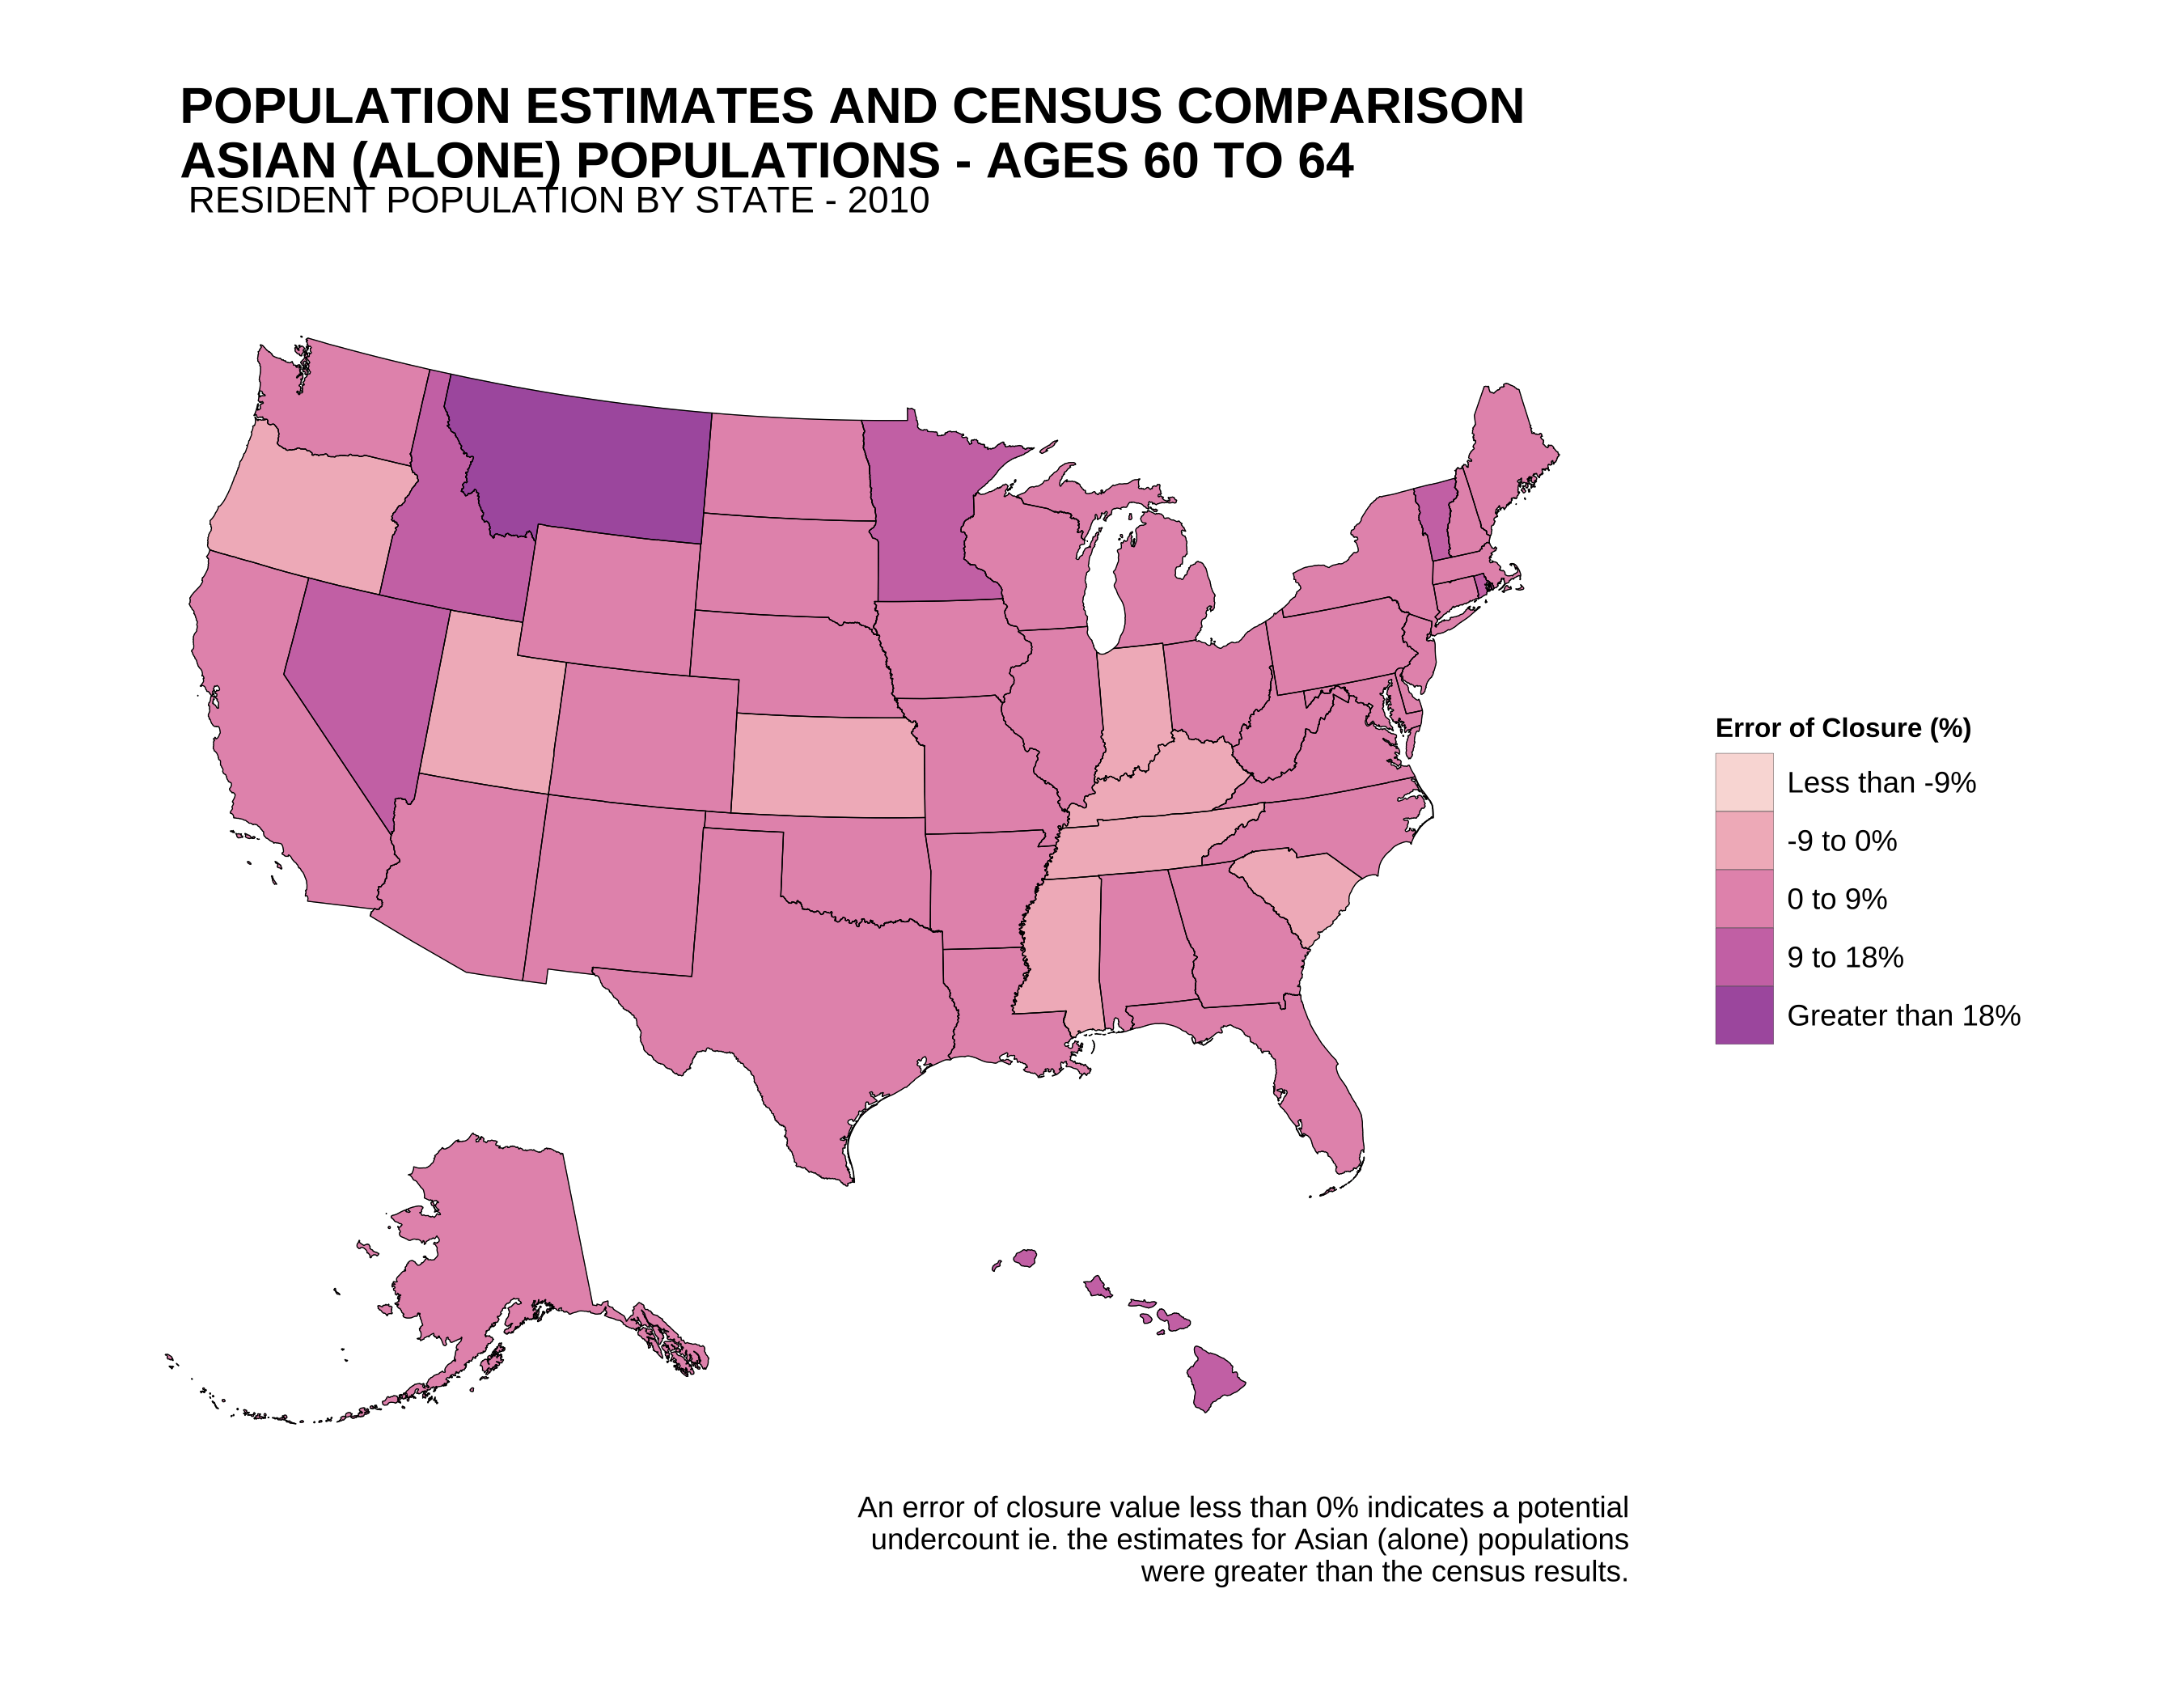 POPULATION ESTIMATES AND CENSUS COMPARISON
ASIAN (ALONE) POPULATIONS - AGES 60 TO 64
RESIDENT POPULATION BY STATE - 2010
Error of Closure (%)
Less than -9%
-9 to 0%
0 to 9%
9 to 18%
Greater than 18%
An error of closure value less than 0% indicates a potential
undercount ie. the estimates for Asian (alone) populations
were greater than the census results.